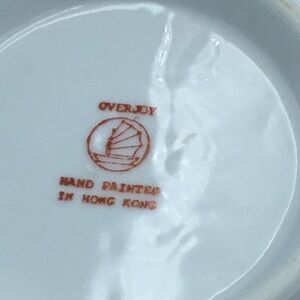 OVERJOY
HAND PAINTED
IN HONG KONG